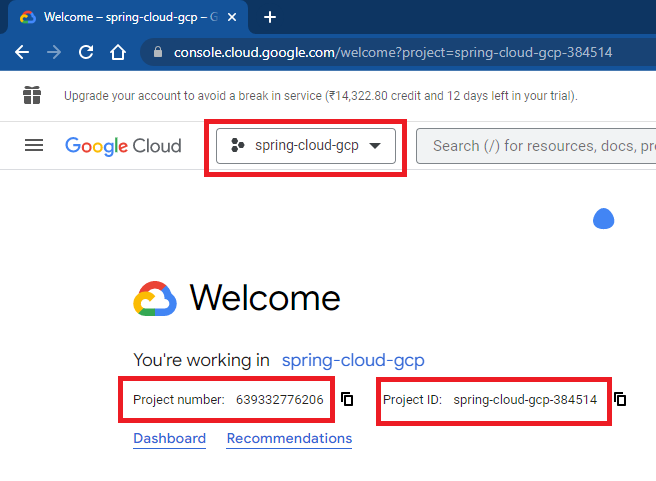 Welcome – spring-cloud-gcp – G
console.cloud.google.com/welcome?project=spring-cloud-gcp-384514
Upgrade your account to avoid a break in service (₹14,322.80 credit and 12 days left in your trial).
Google Cloud spring-cloud-gcp Search (/) for resources, docs, pr
Welcome
You're working in spring-cloud-gcp
Project number: 639332776206 Project ID: spring-cloud-gcp-384514
Dashboard Recommendations